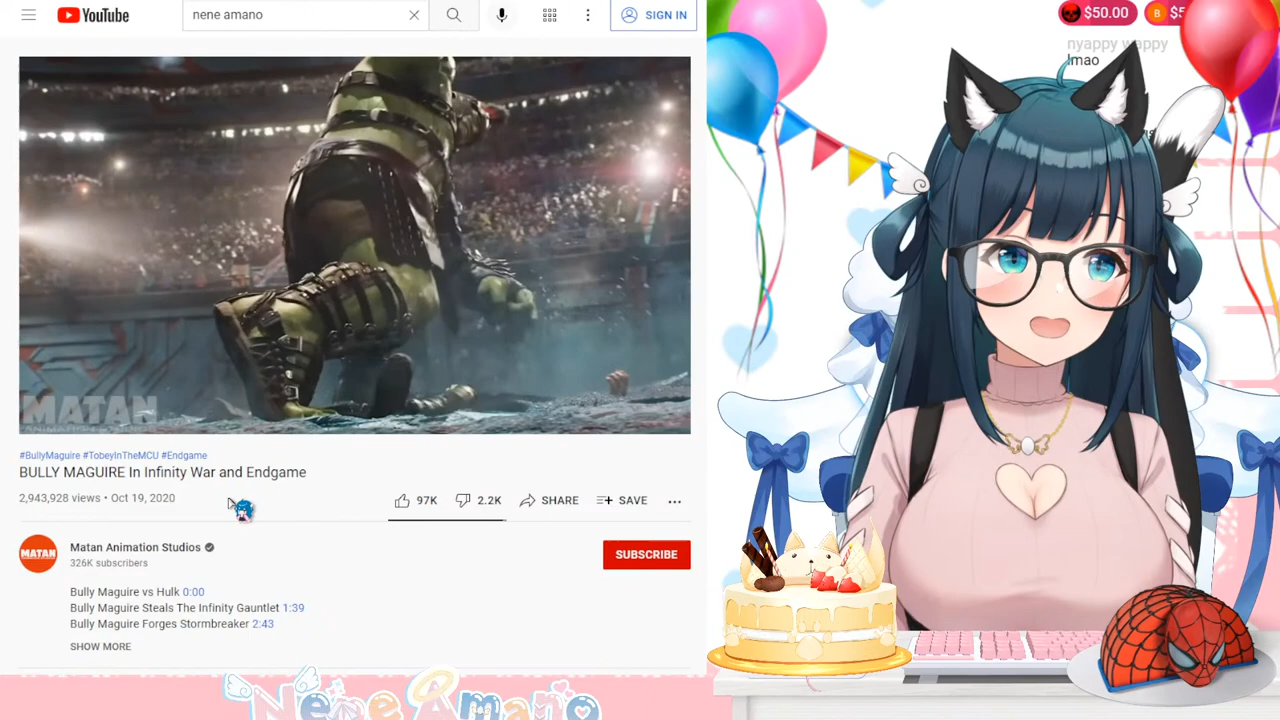 YouTube
nene amano
SIGN IN
MATAN
#BullyMaguire #TobeyInTheMCU #Endgame
BULLY MAGUIRE In Infinity War and Endgame
2,943,928 views • Oct 19, 2020
97K
2.2K
SHARE
SAVE
MATAN
Matan Animation Studios
326K subscribers
SUBSCRIBE
Bully Maguire vs Hulk 0:00
Bully Maguire Steals The Infinity Gauntlet 1:39
Bully Maguire Forges Stormbreaker 2:43
SHOW MORE
Nene Amano
$50.00
B
nyappy wappy
lmao